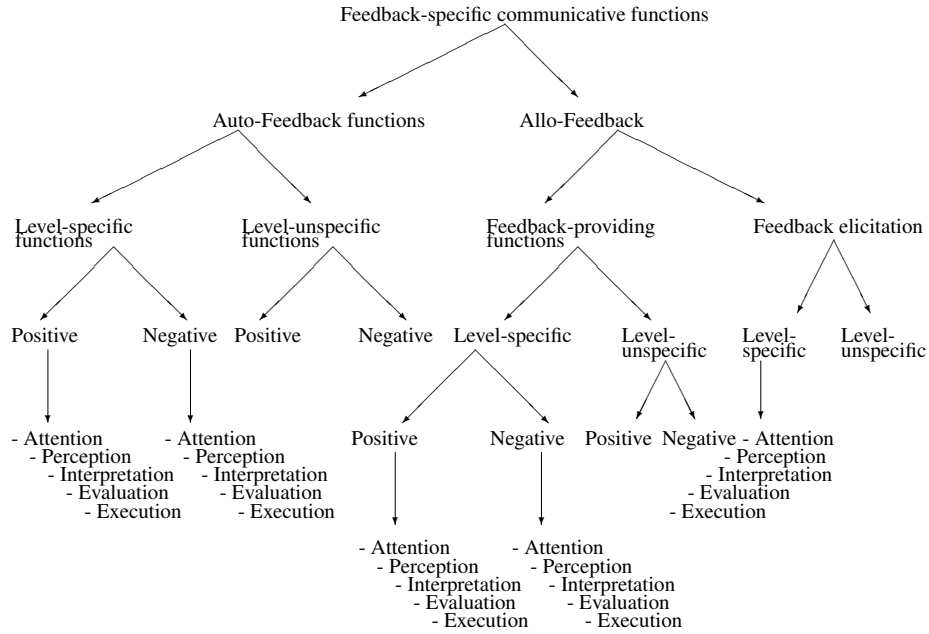 Feedback-specific communicative functions
Auto-Feedback functions Allo-Feedback
Level-specific functions Level-unspecific functions Feedback-providing functions Feedback elicitation
Positive Negative Positive Negative Level-specific Level-unspecific Level-specific Level-unspecific
- Attention - Attention Positive Negative Positive Negative - Attention
- Perception - Perception - Perception
- Interpretation - Interpretation - Interpretation
- Evaluation - Evaluation - Evaluation
- Execution - Execution - Execution
- Attention - Attention
- Perception - Perception
- Interpretation - Interpretation
- Evaluation - Evaluation
- Execution - Execution